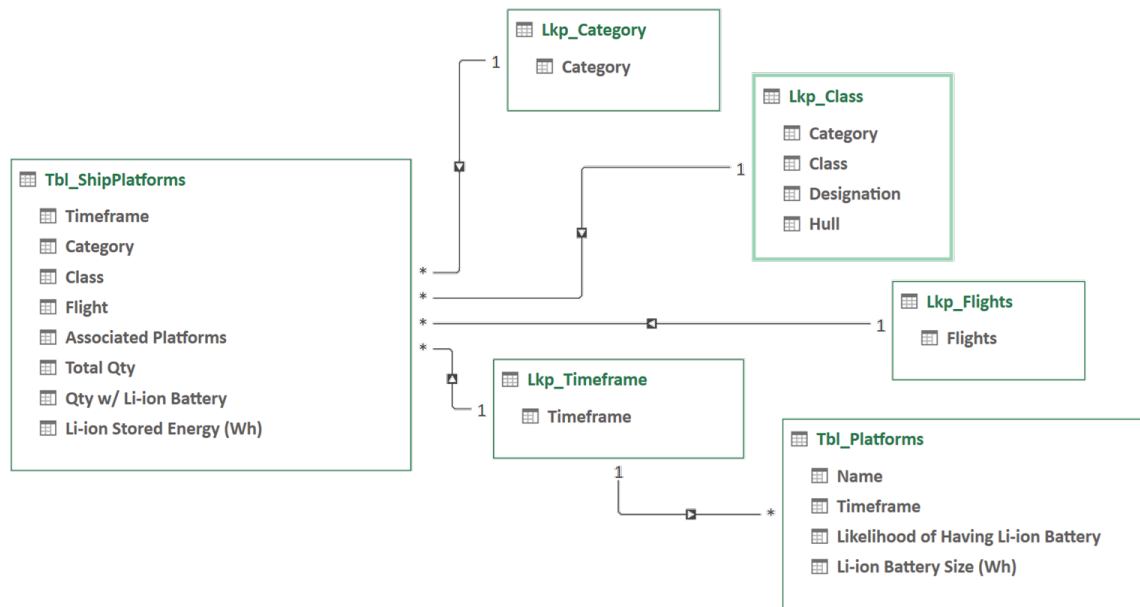 Lkp_Category
Category
1
Lkp_Class
Category
Class
Designation
Hull
1
Tbl_ShipPlatforms
Timeframe
Category
Class
Flight
Associated Platforms
Total Qty
Qty w/ Li-ion Battery
Li-ion Stored Energy (Wh)
*
*
*
*
Lkp_Flights
Flights
1
Lkp_Timeframe
Timeframe
1
1
*
Tbl_Platforms
Name
Timeframe
Likelihood of Having Li-ion Battery
Li-ion Battery Size (Wh)